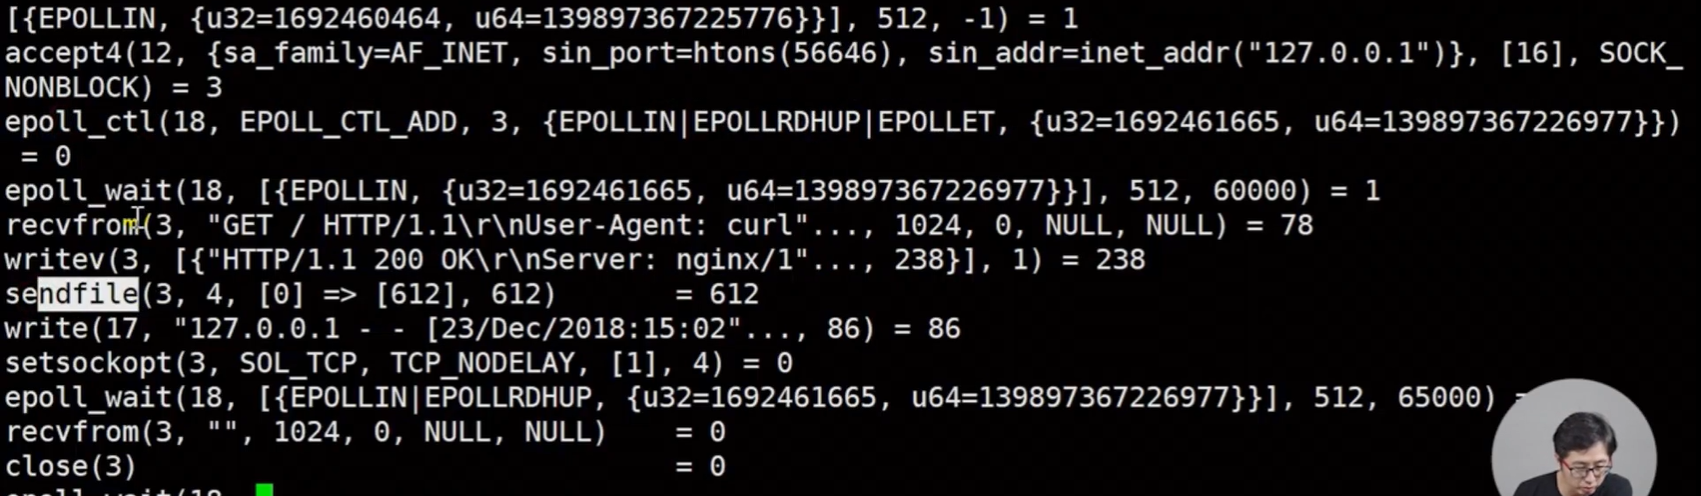 [{EPOLLIN, {u32=1692460464, u64=139897367225776}}], 512, -1) = 1
accept4(12, {sa_family=AF_INET, sin_port=htons(56646), sin_addr=inet_addr("127.0.0.1")}, [16], SOCK_
NONBLOCK) = 3
epoll_ctl(18, EPOLL_CTL_ADD, 3, {EPOLLIN|EPOLLRDHUP|EPOLLET, {u32=1692461665, u64=139897367226977}})
 = 0
epoll_wait(18, [{EPOLLIN, {u32=1692461665, u64=139897367226977}}], 512, 60000) = 1
recvfrom(3, "GET / HTTP/1.1\r\nUser-Agent: curl"..., 1024, 0, NULL, NULL) = 78
writev(3, [{"HTTP/1.1 200 OK\r\nServer: nginx/1"..., 238}], 1) = 238
sendfile(3, 4, [0] => [612], 612) = 612
write(17, "127.0.0.1 - - [23/Dec/2018:15:02"..., 86) = 86
setsockopt(3, SOL_TCP, TCP_NODELAY, [1], 4) = 0
epoll_wait(18, [{EPOLLIN|EPOLLRDHUP, {u32=1692461665, u64=139897367226977}}], 512, 65000) =
recvfrom(3, "", 1024, 0, NULL, NULL) = 0
close(3) = 0
epoll_wait(18,